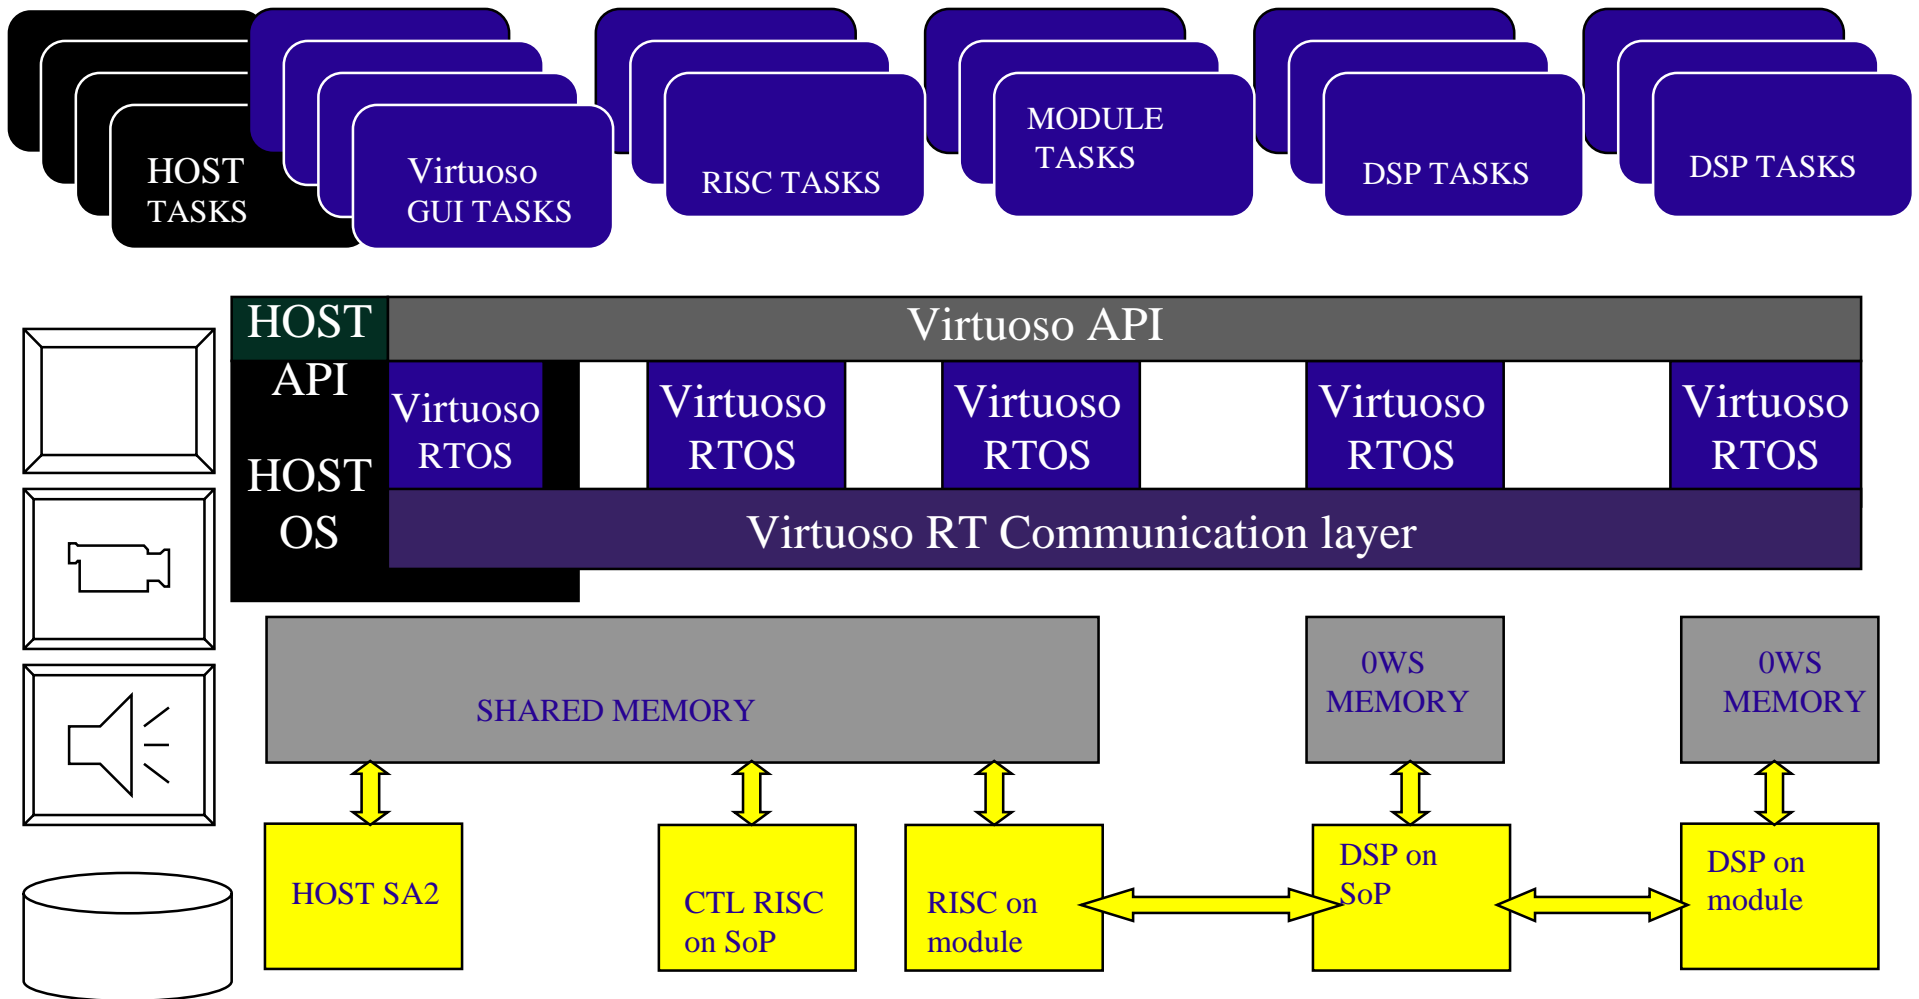 HOST
TASKS
Virtuoso
GUI TASKS
RISC TASKS
MODULE
TASKS
DSP TASKS
DSP TASKS
HOST
API
HOST
OS
Virtuoso API
Virtuoso
RTOS
Virtuoso
RTOS
Virtuoso
RTOS
Virtuoso
RTOS
Virtuoso
RTOS
Virtuoso RT Communication layer
SHARED MEMORY
0WS
MEMORY
0WS
MEMORY
HOST SA2
CTL RISC
on SoP
RISC on
module
DSP on
SoP
DSP on
module